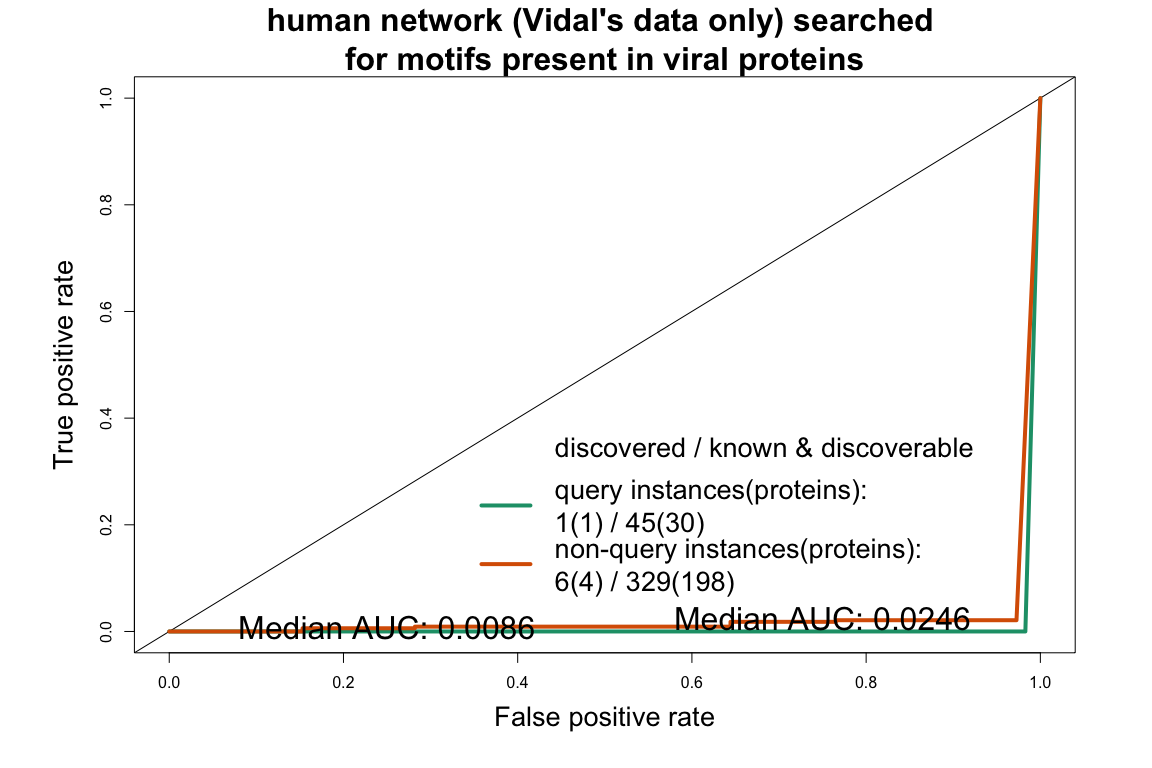 human network (Vidal's data only) searched
for motifs present in viral proteins
True positive rate
1.0
0.8
0.6
0.4
0.2
0.0
discovered / known & discoverable
query instances(proteins):
1(1) / 45(30)
non-query instances(proteins):
6(4) / 329(198)
Median AUC: 0.0086
Median AUC: 0.0246
0.0 0.2 0.4 0.6 0.8 1.0
False positive rate